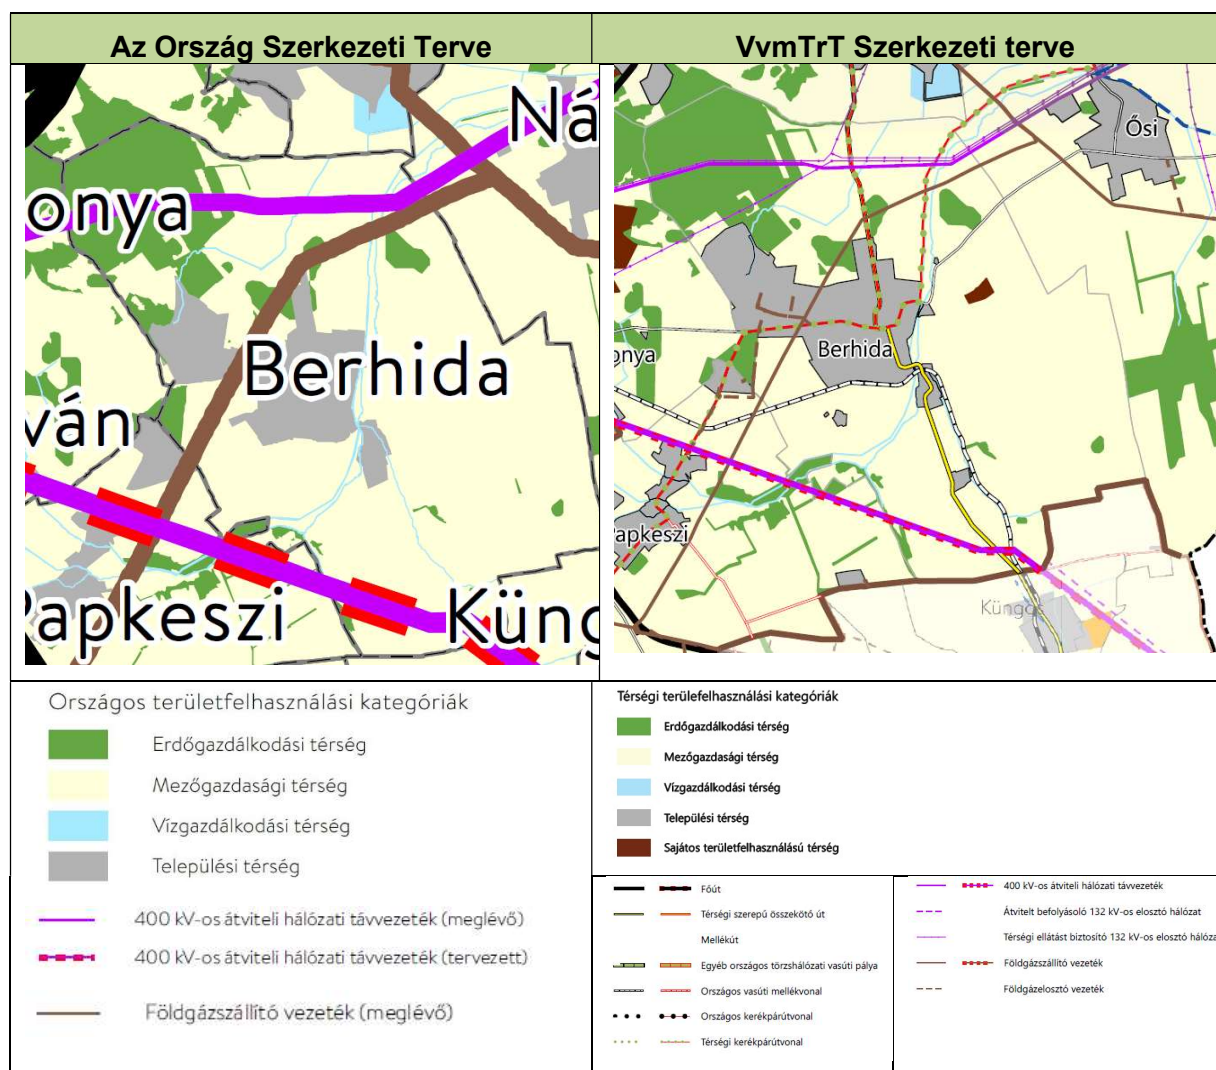 Az Ország Szerkezeti Terve
VvmTrT Szerkezeti terve
Ná
onya
Berhida
ván
Papkeszi
Küng
Ősi
onya
Berhida
apkeszi
Küngös
Országos területfelhasználási kategóriák
Erdőgazdálkodási térség
Mezőgazdasági térség
Vízgazdálkodási térség
Települési térség
400 kV-os átviteli hálózati távvezeték (meglévő)
400 kV-os átviteli hálózati távvezeték (tervezett)
Földgázszállító vezeték (meglévő)
Térségi terülefelhasználási kategóriák
Erdőgazdálkodási térség
Mezőgazdasági térség
Vízgazdálkodási térség
Települési térség
Sajátos területfelhasználású térség
Főút
Térségi szerepű összekötő út
Mellékút
Egyéb országos törzshálózati vasúti pálya
Országos vasúti mellékvonal
Országos kerékpárútvonal
Térségi kerékpárútvonal
400 kV-os átviteli hálózati távvezeték
Átvitelt befolyásoló 132 kV-os elosztó hálózat
Térségi ellátást biztosító 132 kV-os elosztó hálóza
Földgázszállító vezeték
Földgázelosztó vezeték